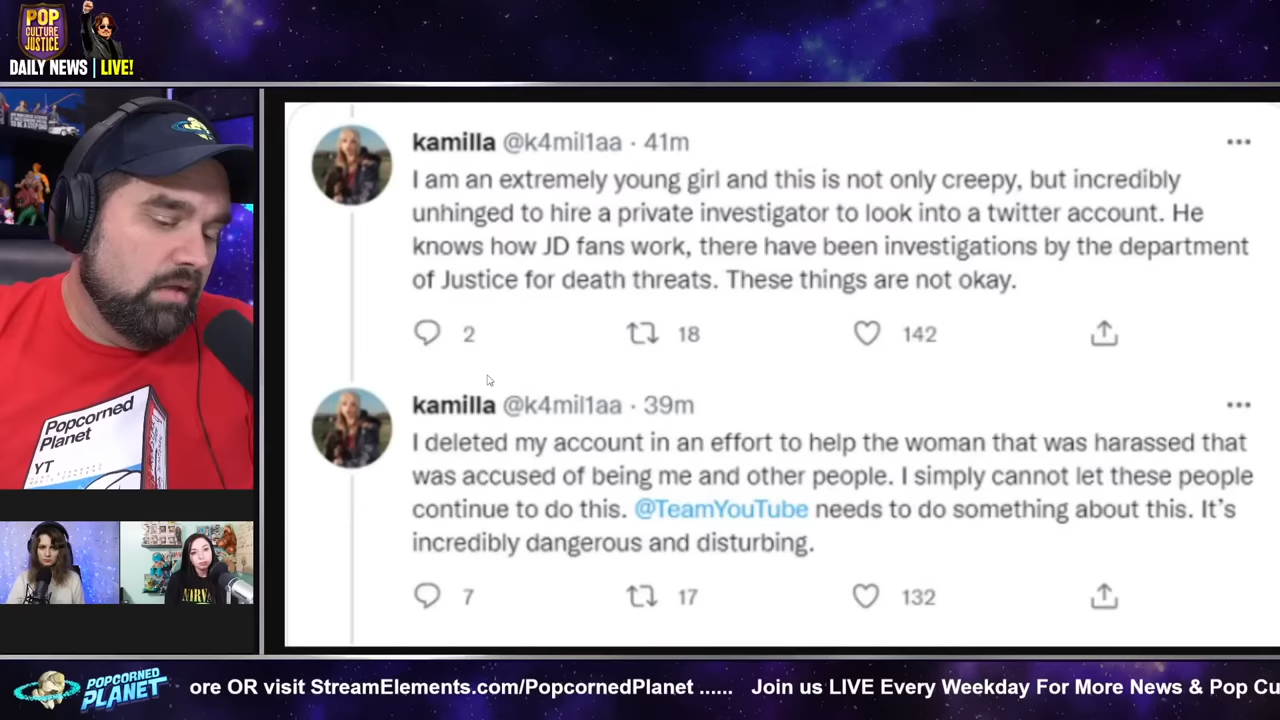 POP
CULTURE
JUSTICE
DAILY NEWS | LIVE!
kamilla @k4mil1aa · 41m
I am an extremely young girl and this is not only creepy, but incredibly
unhinged to hire a private investigator to look into a twitter account. He
knows how JD fans work, there have been investigations by the department
of Justice for death threats. These things are not okay.
2 18 142
kamilla @k4mil1aa · 39m
I deleted my account in an effort to help the woman that was harassed that
was accused of being me and other people. I simply cannot let these people
continue to do this. @TeamYouTube needs to do something about this. It's
incredibly dangerous and disturbing.
7 17 132
Popcorned
Planet
YT
NIRVANA
POPCORNED
PLANET
ore OR visit StreamElements.com/PopcornedPlanet ...... Join us LIVE Every Weekday For More News & Pop Cu